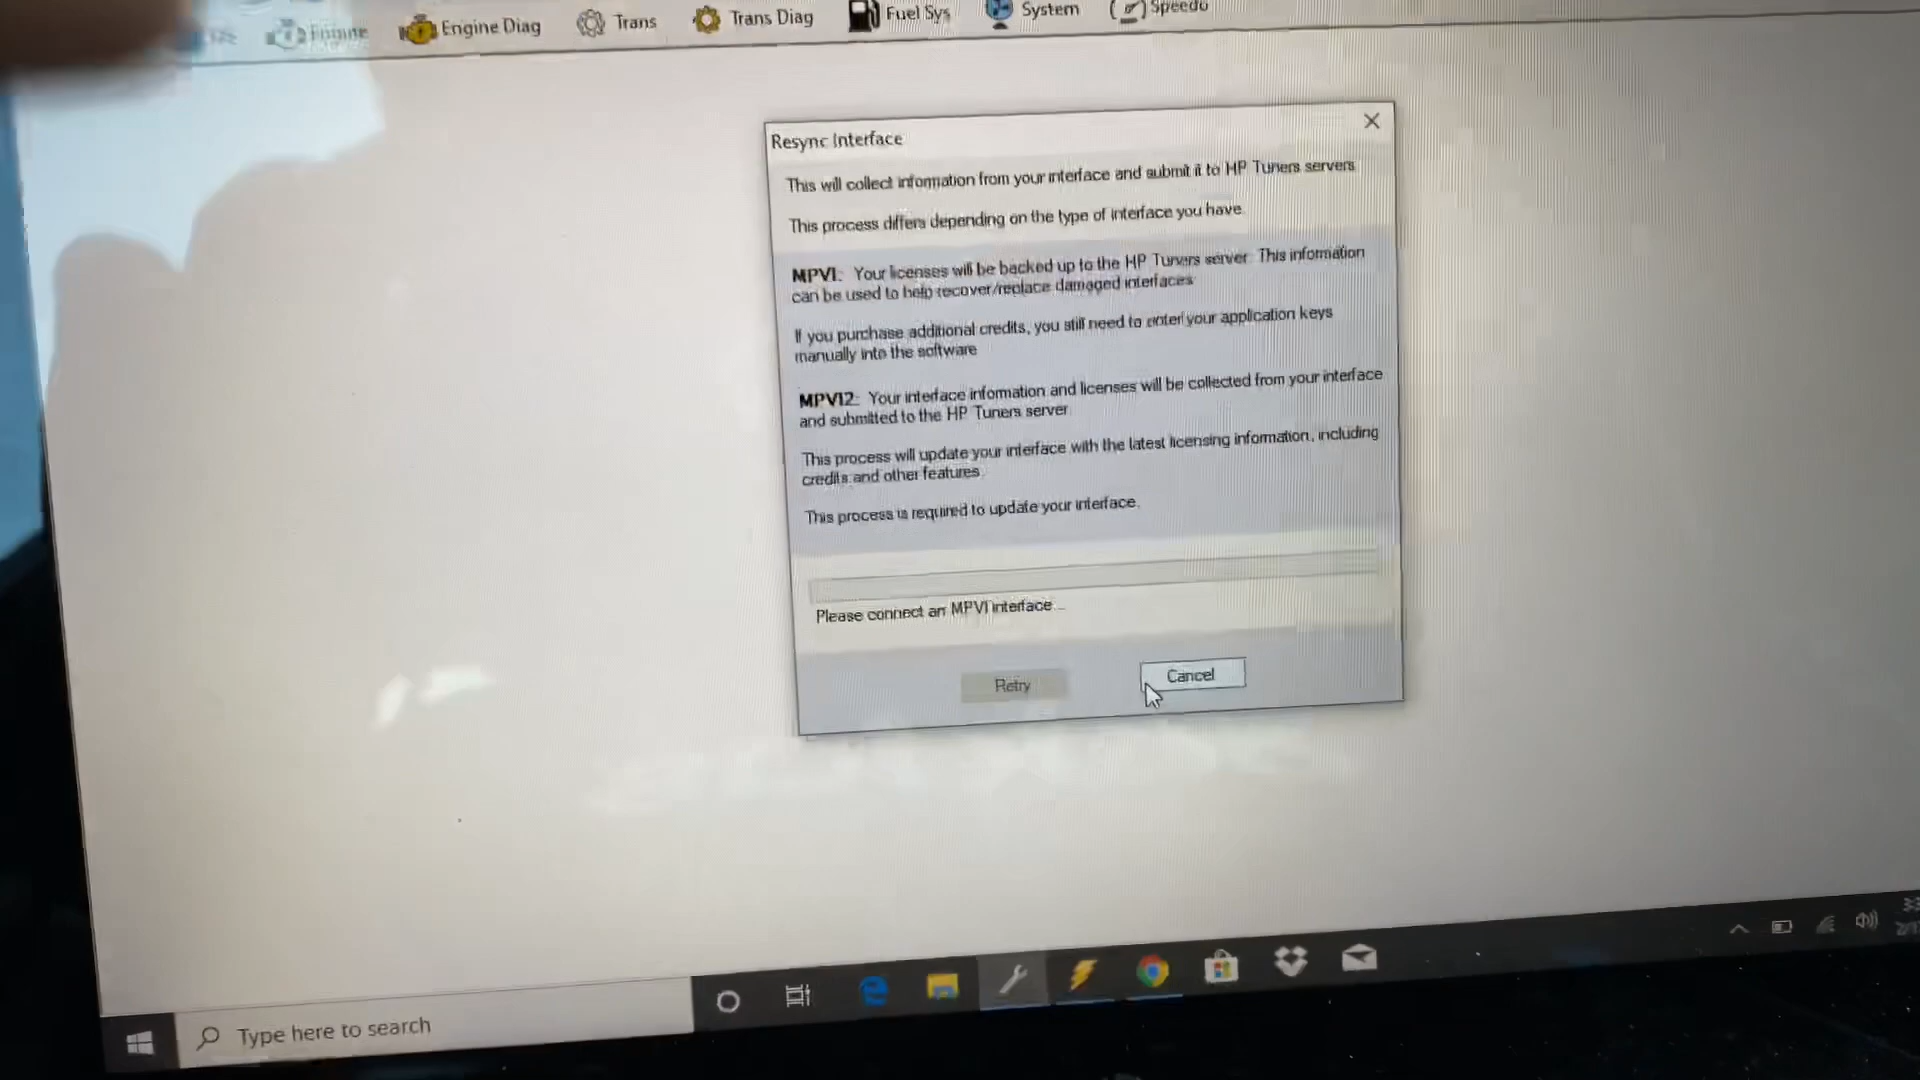 Engine
Engine Diag
Trans
Trans Diag
Fuel Sys
System
Speedo
Resync Interface
This will collect information from your interface and submit it to HP Tuners servers
This process differs depending on the type of interface you have
MPVI: Your licenses will be backed up to the HP Tuners server. This information
can be used to help recover/replace damaged interfaces
If you purchase additional credits, you still need to enter your application keys
manually into the software
MPVI2: Your interface information and licenses will be collected from your interface
and submitted to the HP Tuners server
This process will update your interface with the latest licensing information, including
credits and other features
This process is required to update your interface.
Please connect an MPVI interface...
Retry
Cancel
Type here to search